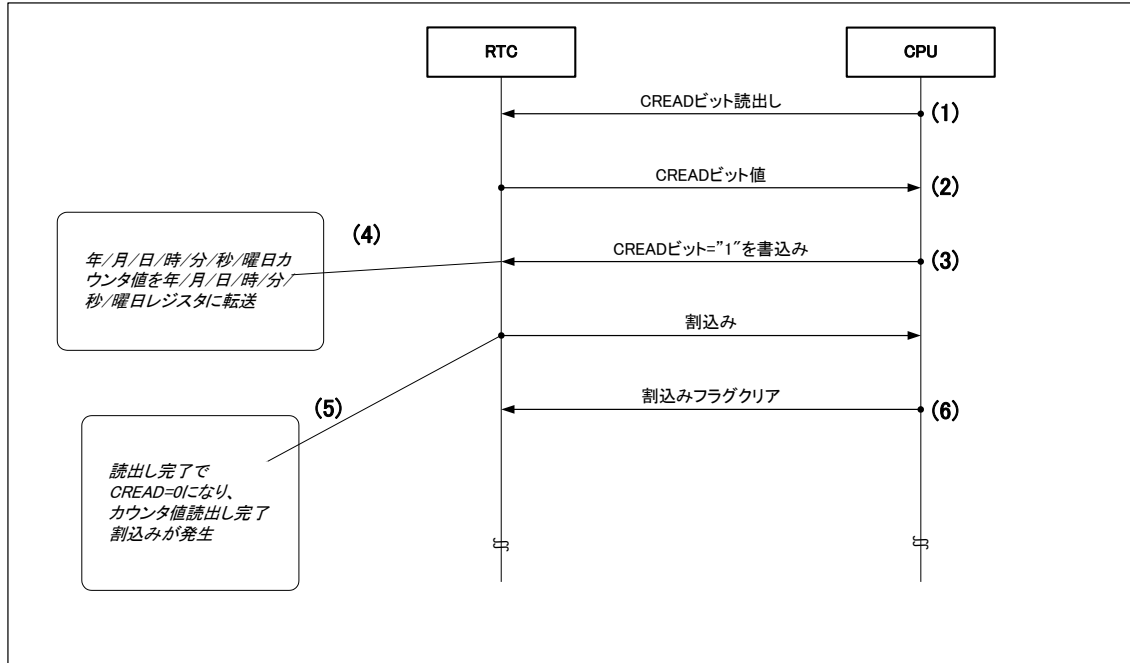 RTC
CPU
CREADビット読出し
(1)
CREADビット値
(2)
(4)
年/月/日/時/分/秒/曜日カ
ウンタ値を年/月/日/時/分/
秒/曜日レジスタに転送
CREADビット="1"を書込み
(3)
割込み
(5)
割込みフラグクリア
(6)
読出し完了で
CREAD=0になり、
カウンタ値読出し完了
割込みが発生